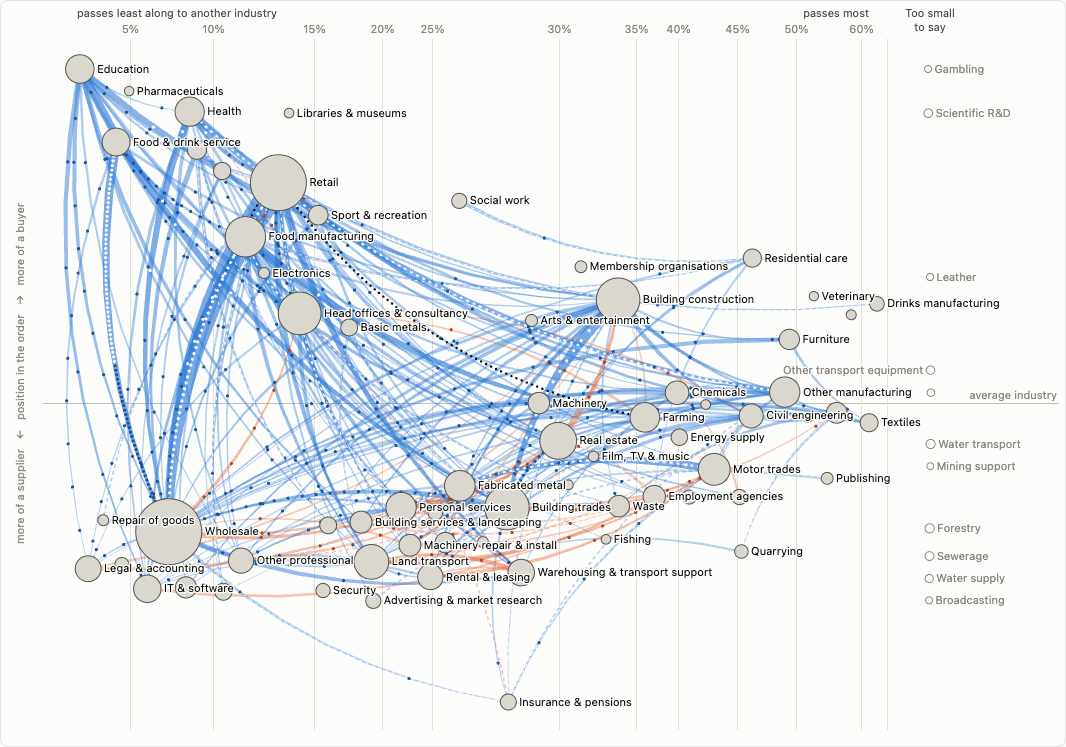 passes least along to another industry
passes most
Too small
to say
5%
10%
15%
20%
25%
30%
35%
40%
45%
50%
60%
Education
Gambling
Pharmaceuticals
Health
Libraries & museums
Scientific R&D
Food & drink service
Retail
Social work
Sport & recreation
Food manufacturing
Residential care
Membership organisations
Electronics
Leather
Veterinary
Building construction
Drinks manufacturing
Head offices & consultancy
Arts & entertainment
Basic metals
Furniture
Other transport equipment
Chemicals
Other manufacturing
average industry
Machinery
Farming
Civil engineering
Textiles
Energy supply
Real estate
Water transport
Film, TV & music
Mining support
Motor trades
Publishing
Fabricated metal
Employment agencies
Personal services
Building trades
Waste
Repair of goods
Building services & landscaping
Wholesale
Forestry
Fishing
Machinery repair & install
Quarrying
Sewerage
Other professional
Land transport
Legal & accounting
Warehousing & transport support
Rental & leasing
Water supply
IT & software
Security
Advertising & market research
Broadcasting
Insurance & pensions
more of a supplier ← position in the order → more of a buyer